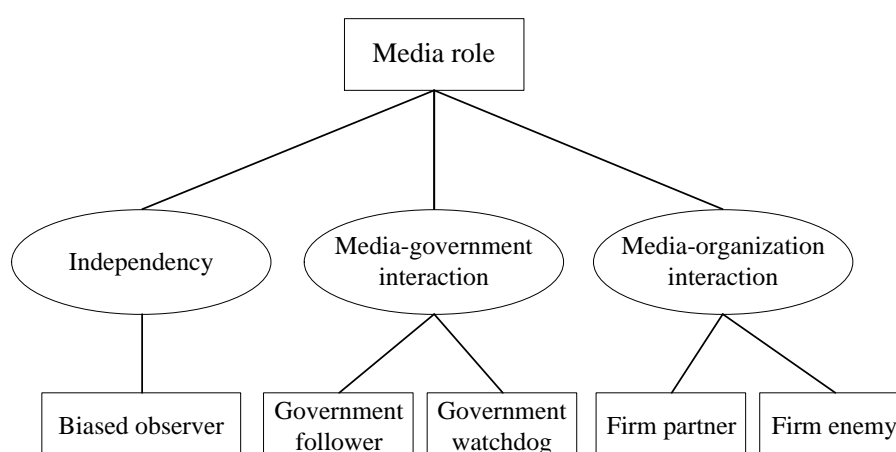 Media role
Independency
Media-government
interaction
Media-organization
interaction
Biased observer
Government
follower
Government
watchdog
Firm partner
Firm enemy